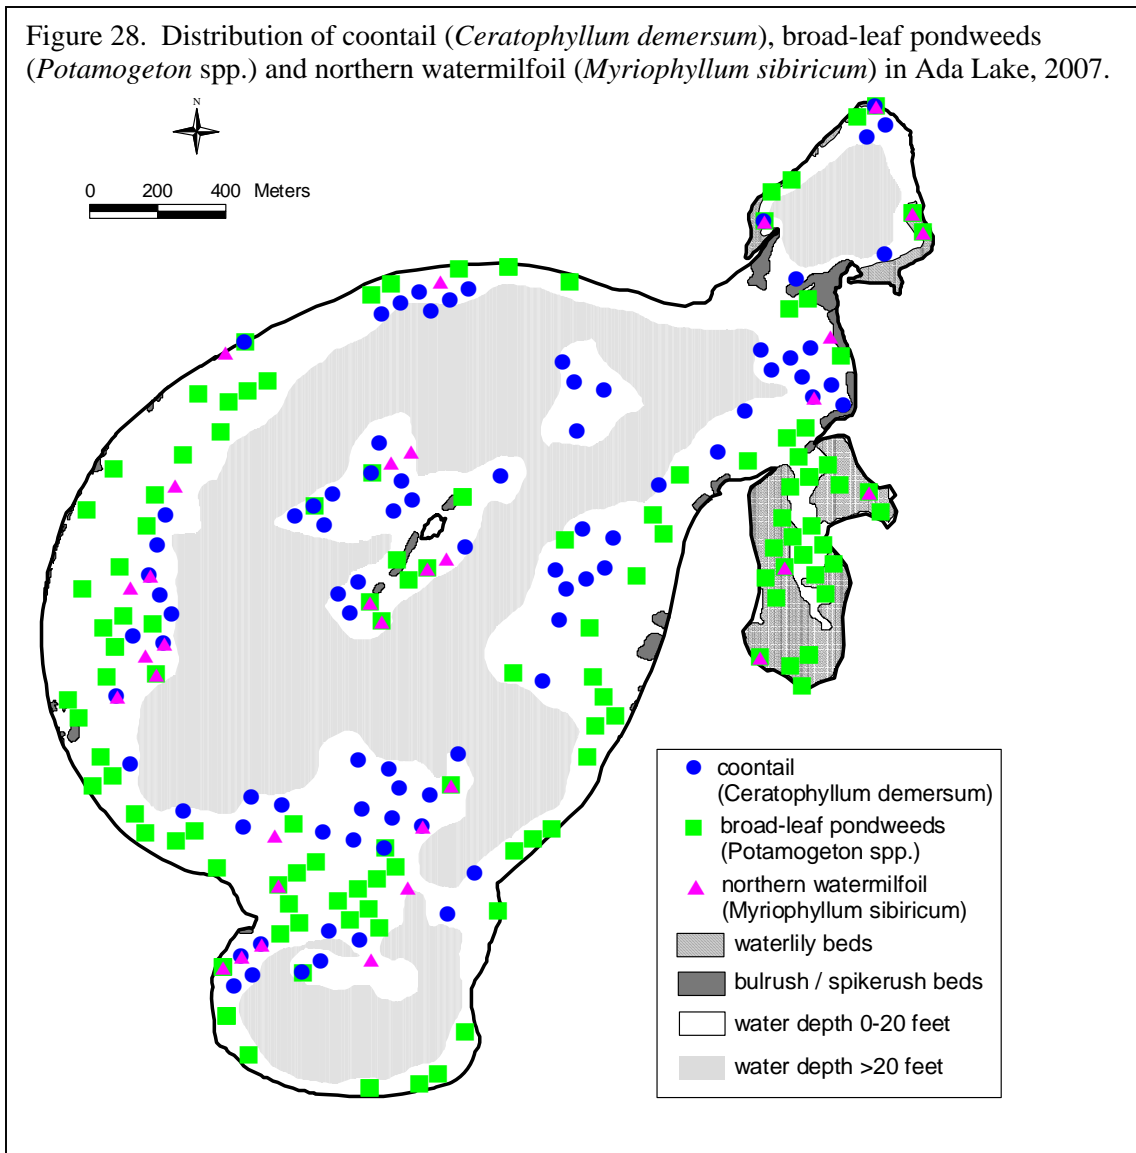 Figure 28. Distribution of coontail (Ceratophyllum demersum), broad-leaf pondweeds
(Potamogeton spp.) and northern watermilfoil (Myriophyllum sibiricum) in Ada Lake, 2007.
N
0 200 400 Meters
coontail
(Ceratophyllum demersum)
broad-leaf pondweeds
(Potamogeton spp.)
northern watermilfoil
(Myriophyllum sibiricum)
waterlily beds
bulrush / spikerush beds
water depth 0-20 feet
water depth >20 feet